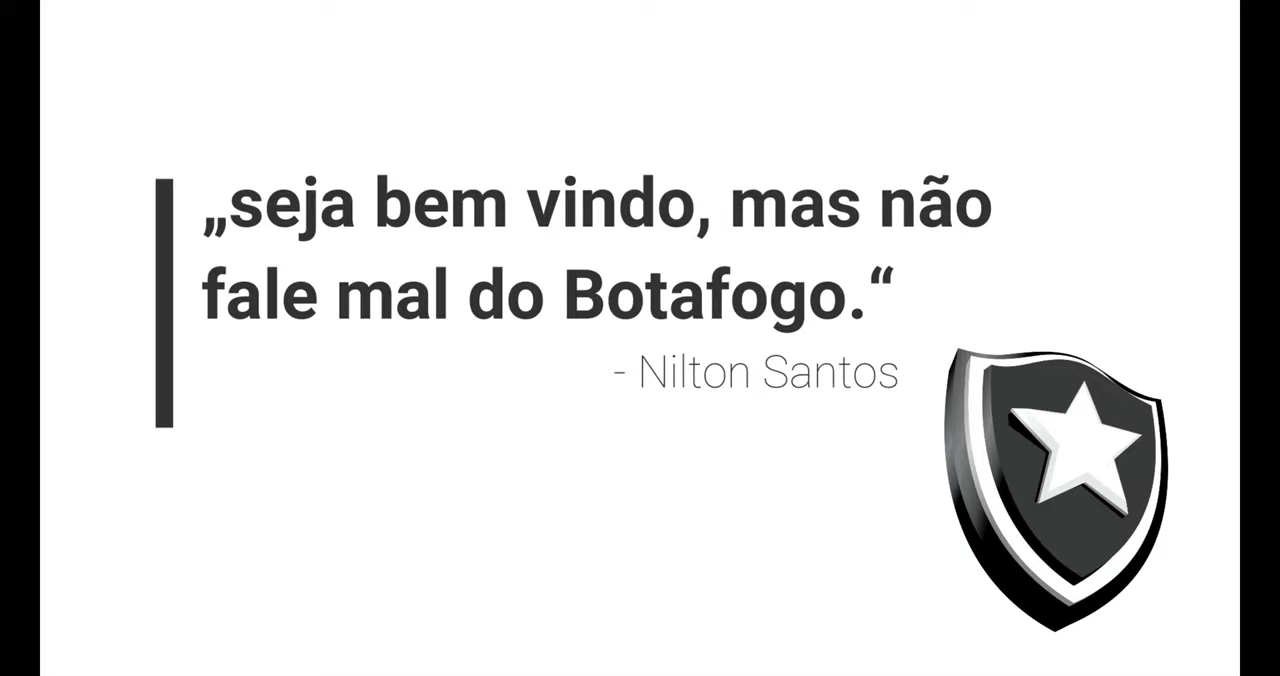 „seja bem vindo, mas não
fale mal do Botafogo.“
- Nilton Santos